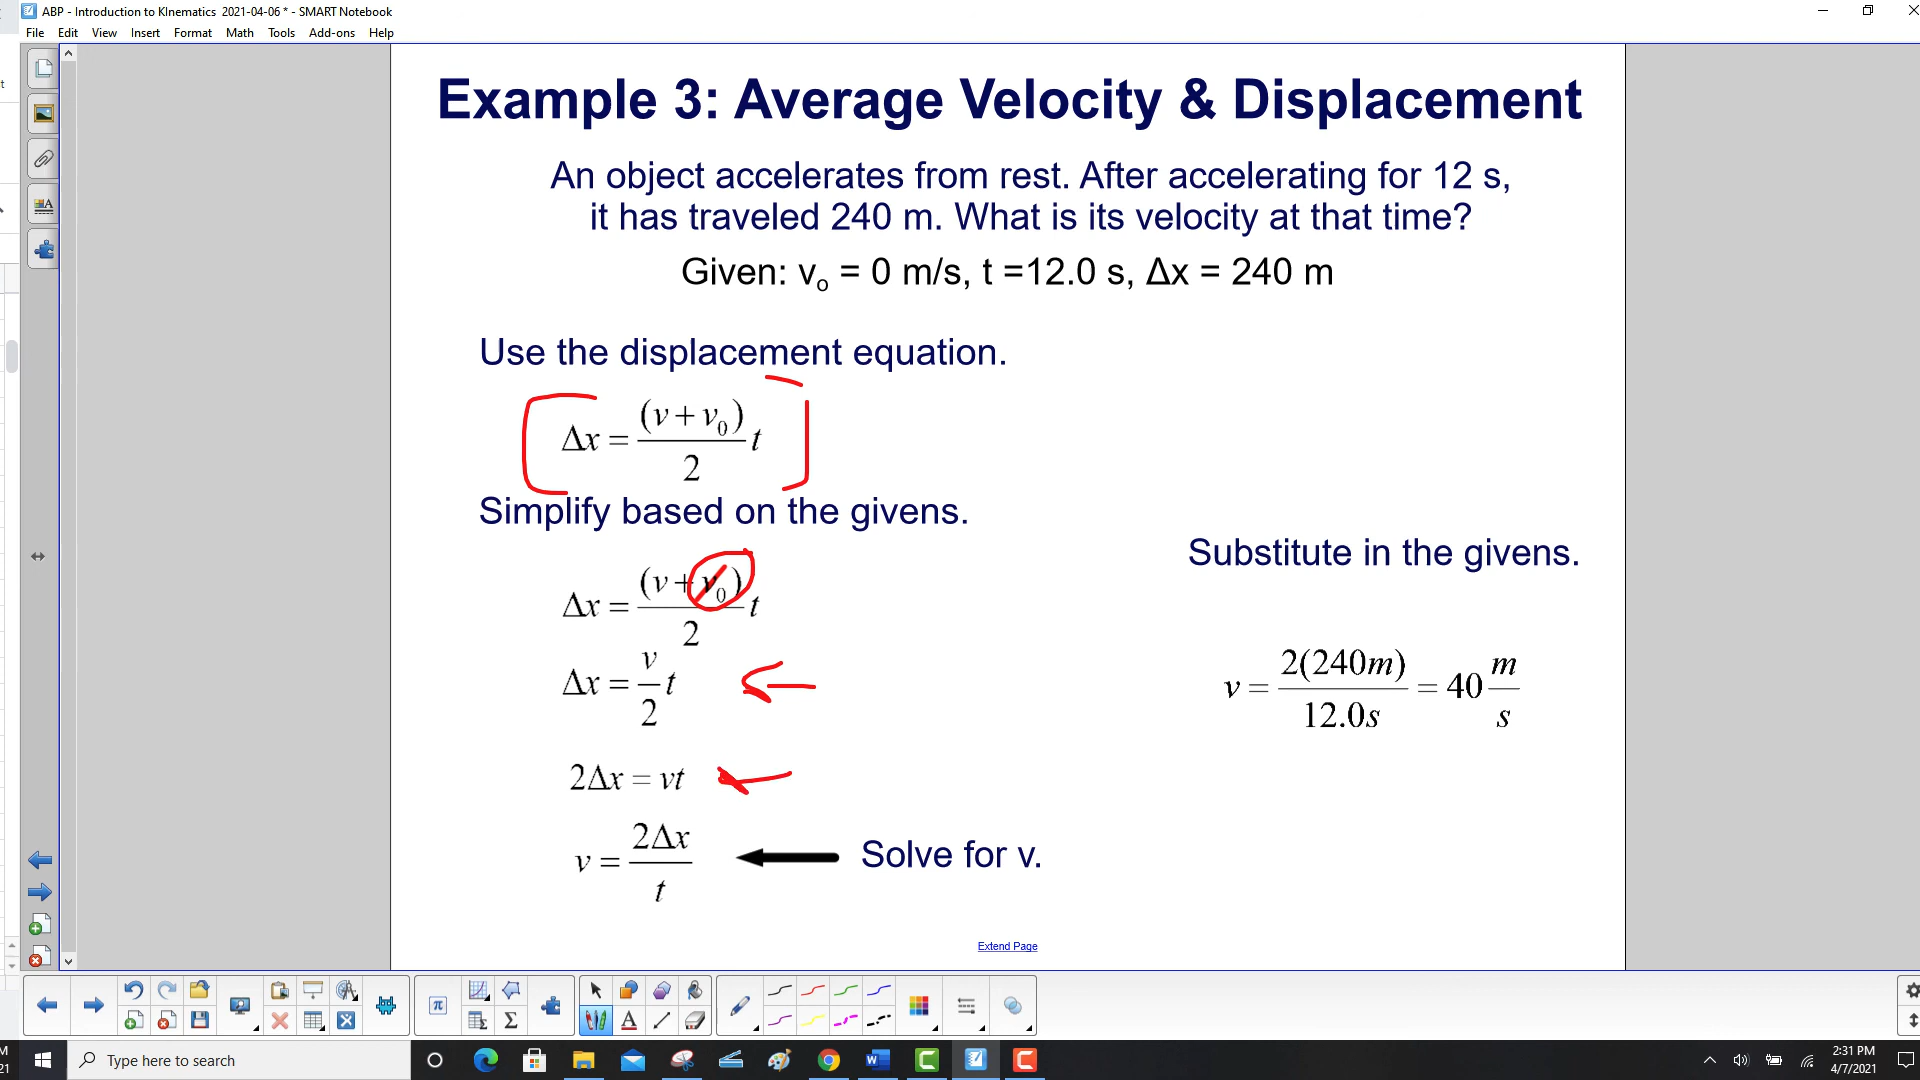 ABP - Introduction to KInematics  2021-04-06 * - SMART Notebook
File Edit View Insert Format Math Tools Add-ons Help
Example 3: Average Velocity & Displacement
An object accelerates from rest. After accelerating for 12 s,
it has traveled 240 m. What is its velocity at that time?
Given: v₀ = 0 m/s, t =12.0 s, Δx = 240 m
Use the displacement equation.
Δx = (v + v₀)/2 t
Simplify based on the givens.
Δx = (v + v₀)/2 t
Δx = v/2 t
2Δx = vt
v = 2Δx/t
Solve for v.
Substitute in the givens.
v = 2(240m)/12.0s = 40 m/s
Extend Page
Type here to search
2:31 PM
4/7/2021